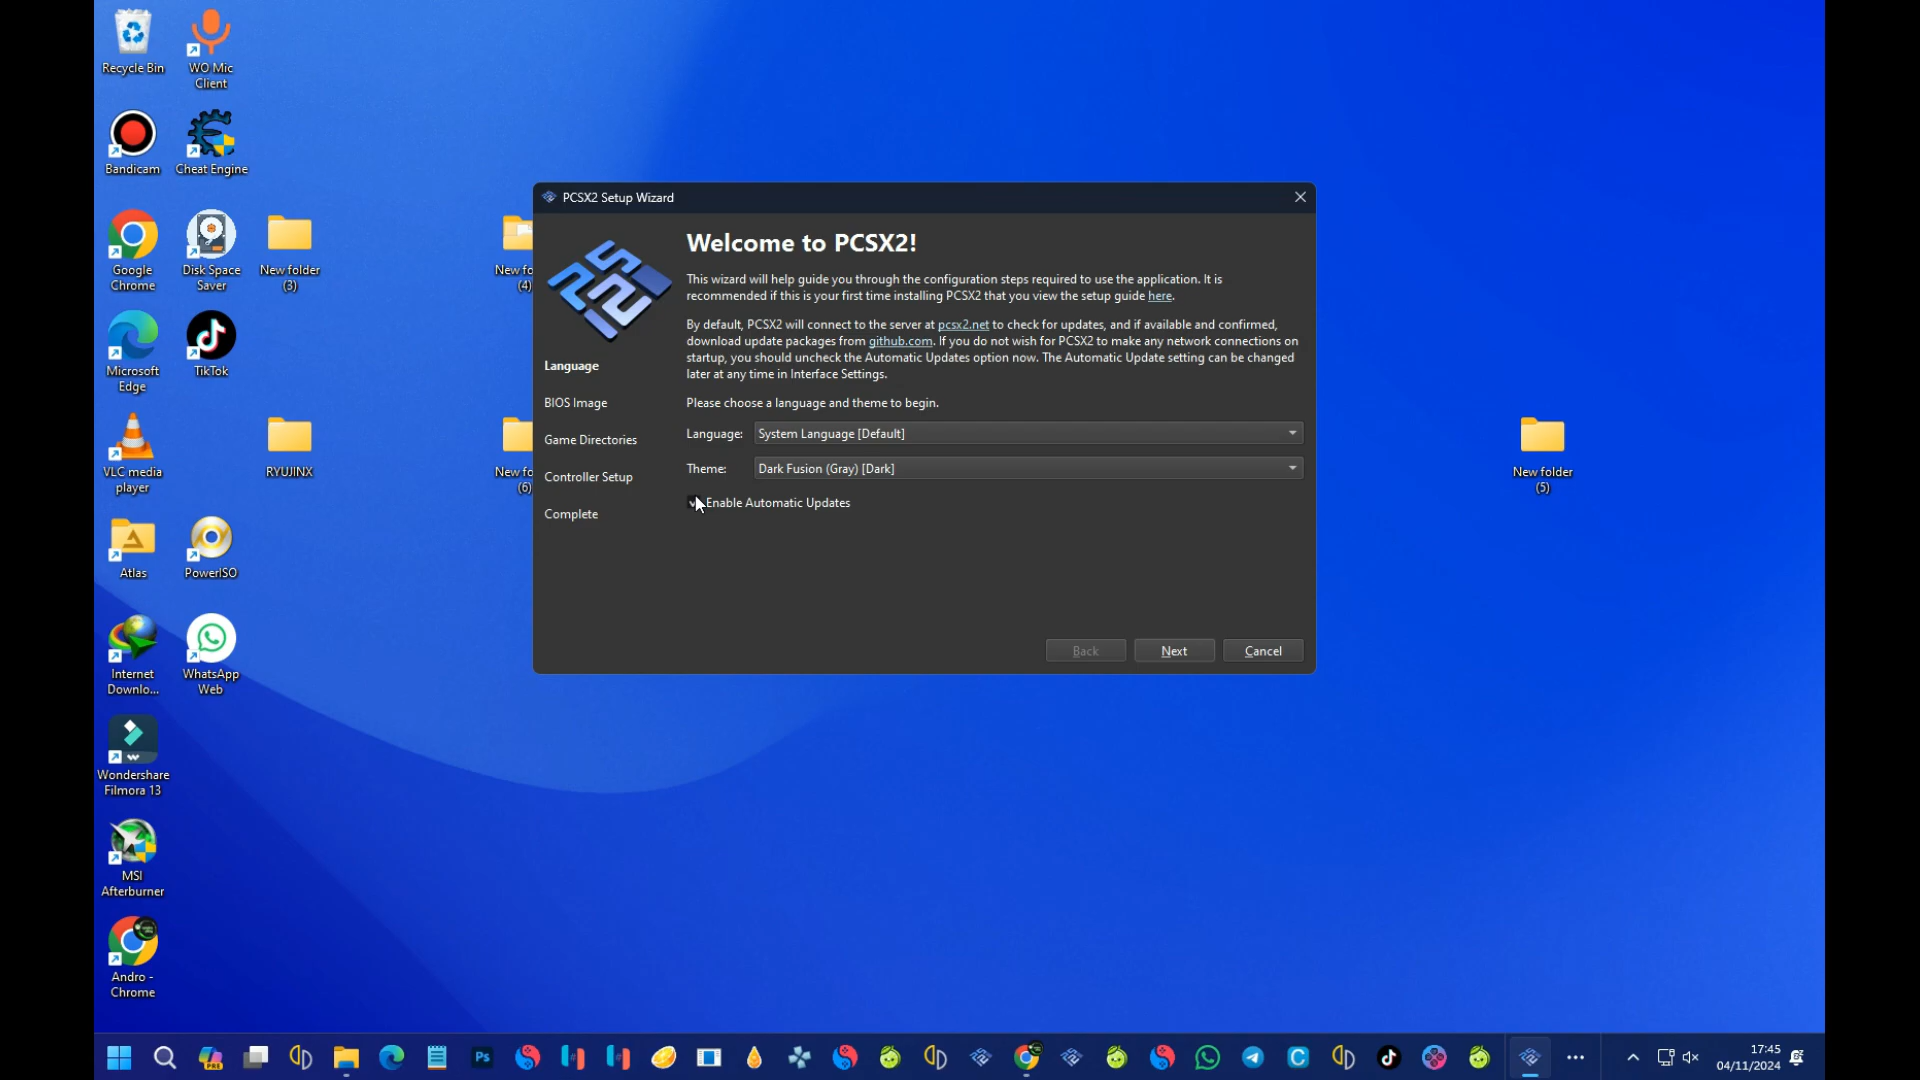 Recycle Bin
WO Mic
Client
Bandicam
Cheat Engine
Google
Chrome
Disk Space
Saver
New folder
(3)
New fo
(4)
Microsoft
Edge
TikTok
VLC media
player
RYUJINX
New fo
(6)
New folder
(5)
Atlas
PowerISO
Internet
Downlo...
WhatsApp
Web
Wondershare
Filmora 13
MSI
Afterburner
Andro -
Chrome
PCSX2 Setup Wizard
Welcome to PCSX2!
This wizard will help guide you through the configuration steps required to use the application. It is
recommended if this is your first time installing PCSX2 that you view the setup guide here.
By default, PCSX2 will connect to the server at pcsx2.net to check for updates, and if available and confirmed,
download update packages from github.com. If you do not wish for PCSX2 to make any network connections on
startup, you should uncheck the Automatic Updates option now. The Automatic Update setting can be changed
later at any time in Interface Settings.
Please choose a language and theme to begin.
Language
BIOS Image
Game Directories
Controller Setup
Complete
Language: System Language [Default]
Theme: Dark Fusion (Gray) [Dark]
Enable Automatic Updates
Back Next Cancel
PRE
Ps
C
17:45
04/11/2024